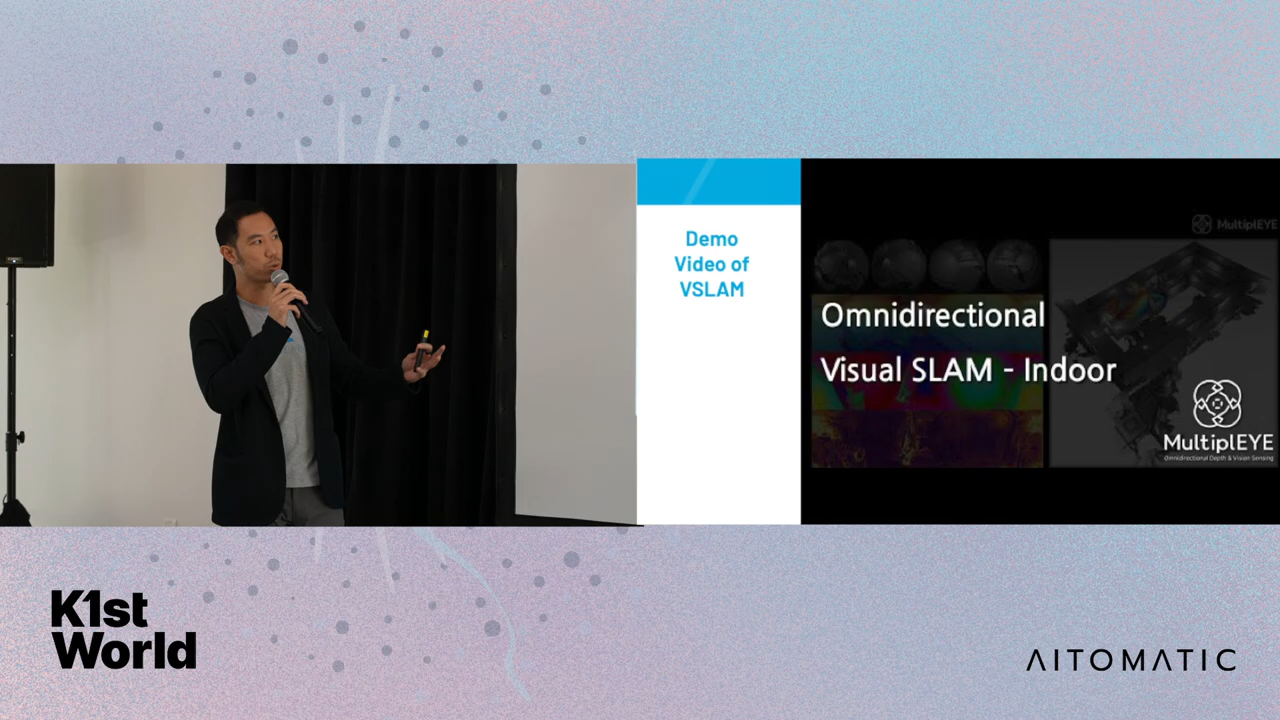 Demo
Video of
VSLAM
MultiplEYE
Omnidirectional
Visual SLAM - Indoor
MultiplEYE
Omnidirectional Depth & Vision Sensing
K1st
World
AITOMATIC